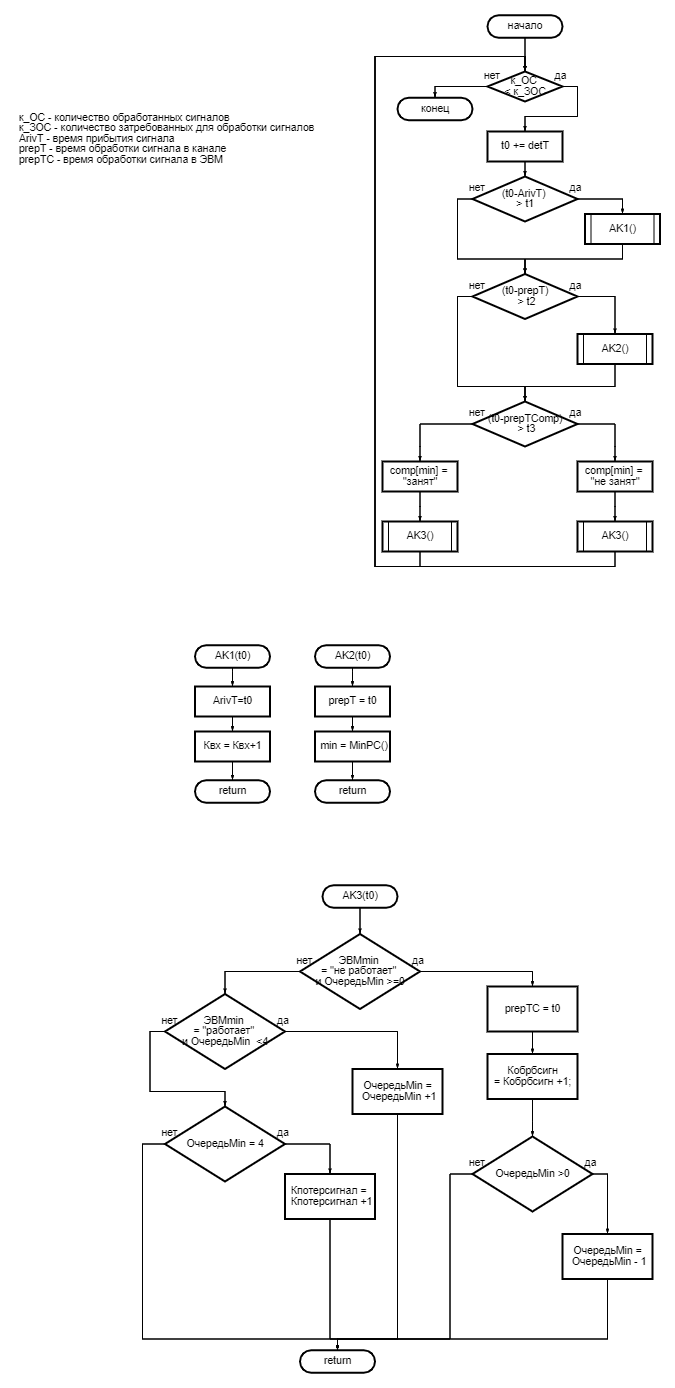 начало
нет
к_ОС
< к_ЗОС
да
конец
к_ОС - количество обработанных сигналов
к_ЗОС - количество затребованных для обработки сигналов
ArivT - время прибытия сигнала
prepT - время обработки сигнала в канале
prepTC - время обработки сигнала в ЭВМ
t0 += detT
нет
(t0-ArivT)
> t1
да
AK1()
нет
(t0-prepT)
> t2
да
AK2()
нет
(t0-prepTComp)
> t3
да
comp[min] =
"занят"
comp[min] =
"не занят"
AK3()
AK3()
AK1(t0)
AK2(t0)
ArivT=t0
prepT = t0
Квх = Квх+1
min = MinPC()
return
return
AK3(t0)
нет
ЭВМmin
= "не работает"
и ОчередьMin >=0
да
prepTC = t0
нет
ЭВМmin
= "работает"
и ОчередьMin <4
да
Кобрбсигн
= Кобрбсигн +1;
ОчередьMin =
ОчередьMin +1
нет
ОчередьMin = 4
да
нет
ОчередьMin >0
да
Кпотерсигнал =
Кпотерсигнал +1
ОчередьMin =
ОчередьMin - 1
return